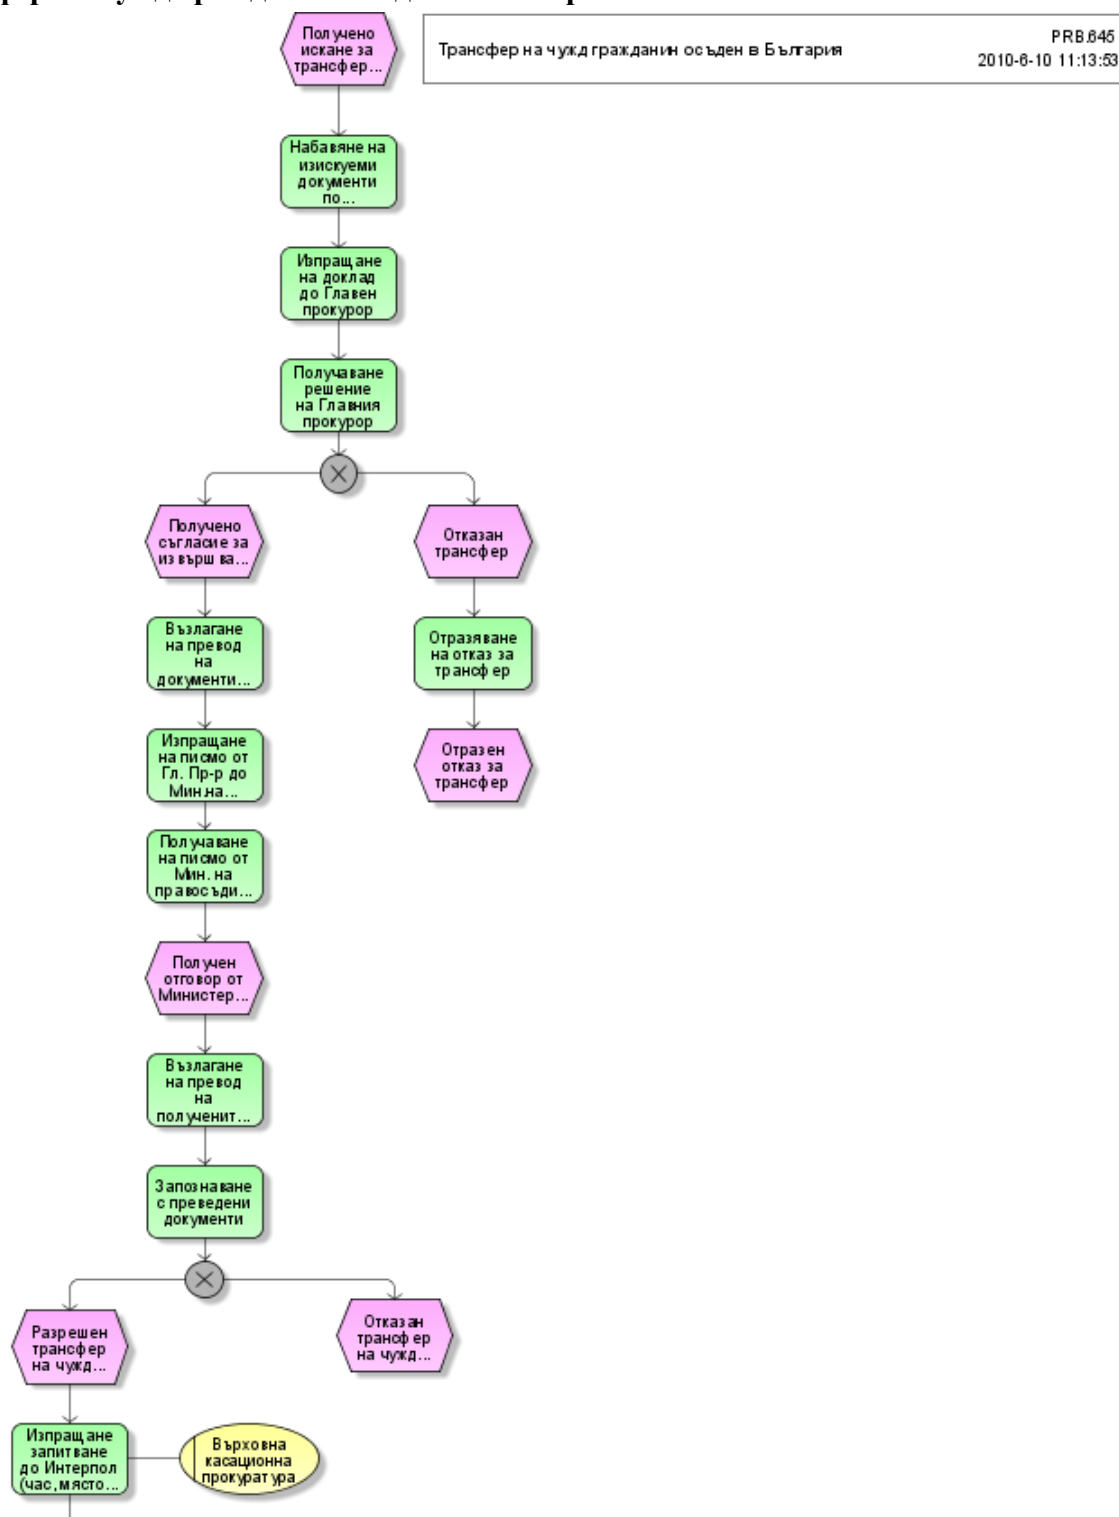 Получено
искане за
трансфер...
Трансфер на чужд гражданин осъден в България
PRB.645
2010-6-10 11:13:53
Набавяне на
изискуеми
документи
по...
Изпращане
на доклад
до Главен
прокурор
Получаване
решение
на Главния
прокурор
Получено
съгласие за
извършва...
Отказан
трансфер
Възлагане
на превод
на
документи...
Отразяване
на отказ за
трансфер
Изпращане
на писмо от
Гл. Пр-р до
Мин.на...
Отразен
отказ за
трансфер
Получаване
на писмо от
Мин. на
правосъди...
Получен
отговор от
Министер...
Възлагане
на превод
на
полученит...
Запознаване
с преведени
документи
Разрешен
трансфер
на чужд...
Отказан
трансфер
на чужд...
Изпращане
запитване
до Интерпол
(час, място...
Върховна
касационна
прокуратура